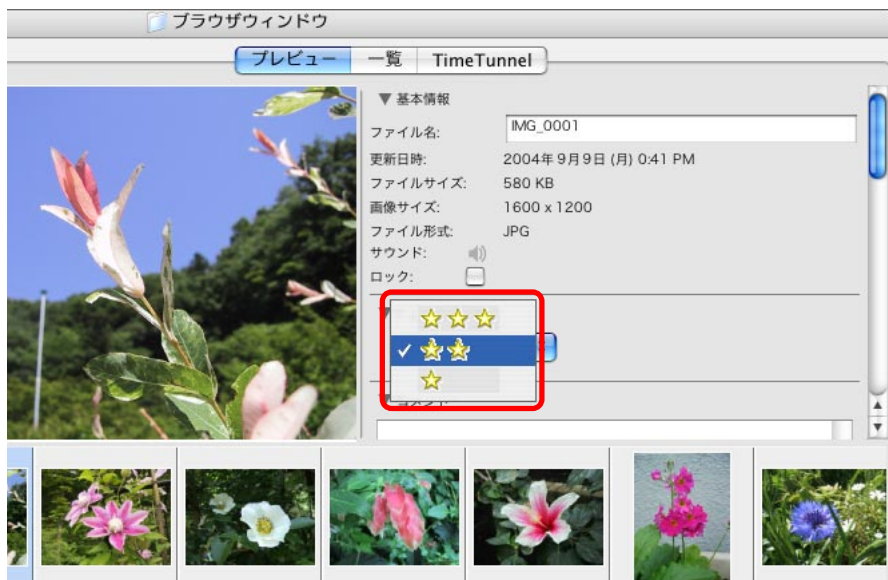 ブラウザウィンドウ
プレビュー 一覧 TimeTunnel
▼ 基本情報
ファイル名: IMG_0001
更新日時: 2004年 9月9日 (月) 0:41 PM
ファイルサイズ: 580 KB
画像サイズ: 1600 x 1200
ファイル形式: JPG
サウンド:
ロック: